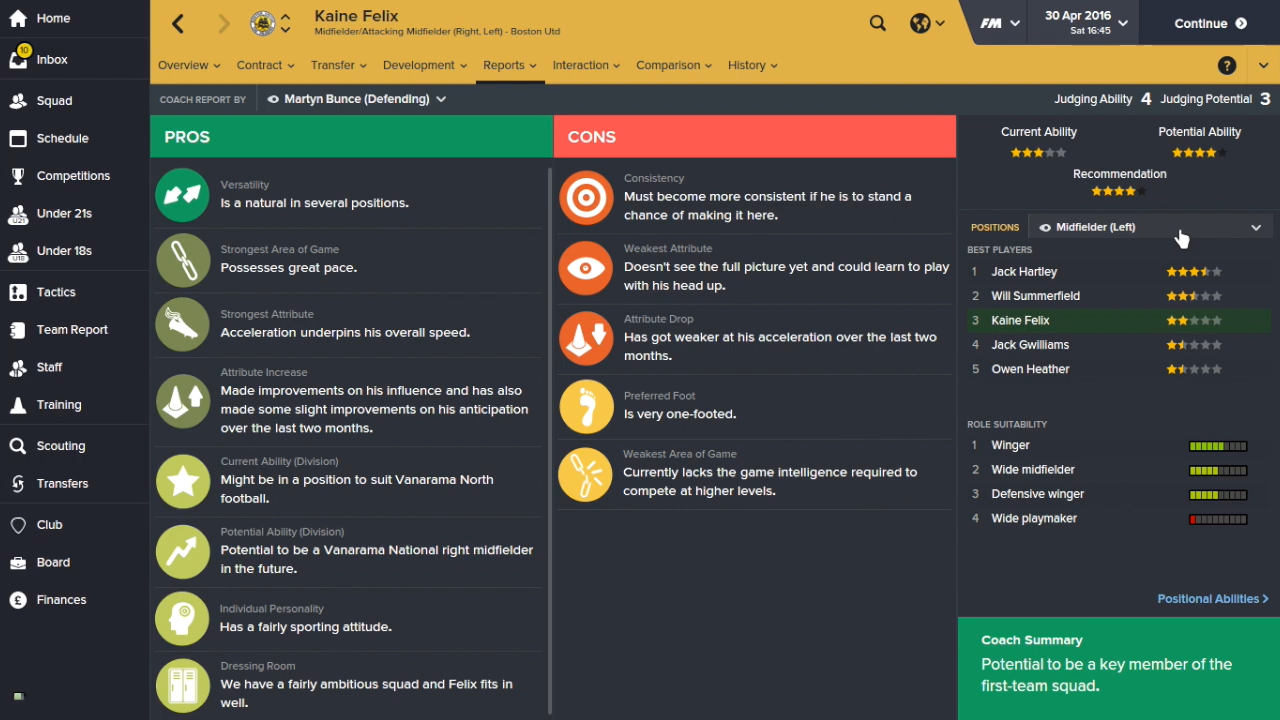 Home
10
Inbox
Squad
Schedule
Competitions
U21
Under 21s
U18
Under 18s
Tactics
Team Report
Staff
Training
Scouting
Transfers
Club
Board
£
Finances
Kaine Felix
Midfielder/Attacking Midfielder (Right, Left) - Boston Utd
FM
30 Apr 2016
Sat 16:45
Continue
Overview
Contract
Transfer
Development
Reports
Interaction
Comparison
History
?
COACH REPORT BY
Martyn Bunce (Defending)
Judging Ability 4
Judging Potential 3
PROS
Versatility
Is a natural in several positions.
Strongest Area of Game
Possesses great pace.
Strongest Attribute
Acceleration underpins his overall speed.
Attribute Increase
Made improvements on his influence and has also
made some slight improvements on his anticipation
over the last two months.
Current Ability (Division)
Might be in a position to suit Vanarama North
football.
Potential Ability (Division)
Potential to be a Vanarama National right midfielder
in the future.
Individual Personality
Has a fairly sporting attitude.
Dressing Room
We have a fairly ambitious squad and Felix fits in
well.
CONS
Consistency
Must become more consistent if he is to stand a
chance of making it here.
Weakest Attribute
Doesn't see the full picture yet and could learn to play
with his head up.
Attribute Drop
Has got weaker at his acceleration over the last two
months.
Preferred Foot
Is very one-footed.
Weakest Area of Game
Currently lacks the game intelligence required to
compete at higher levels.
Current Ability
Potential Ability
Recommendation
POSITIONS
Midfielder (Left)
BEST PLAYERS
1 Jack Hartley
2 Will Summerfield
3 Kaine Felix
4 Jack Gwilliams
5 Owen Heather
ROLE SUITABILITY
1 Winger
2 Wide midfielder
3 Defensive winger
4 Wide playmaker
Positional Abilities
Coach Summary
Potential to be a key member of the
first-team squad.